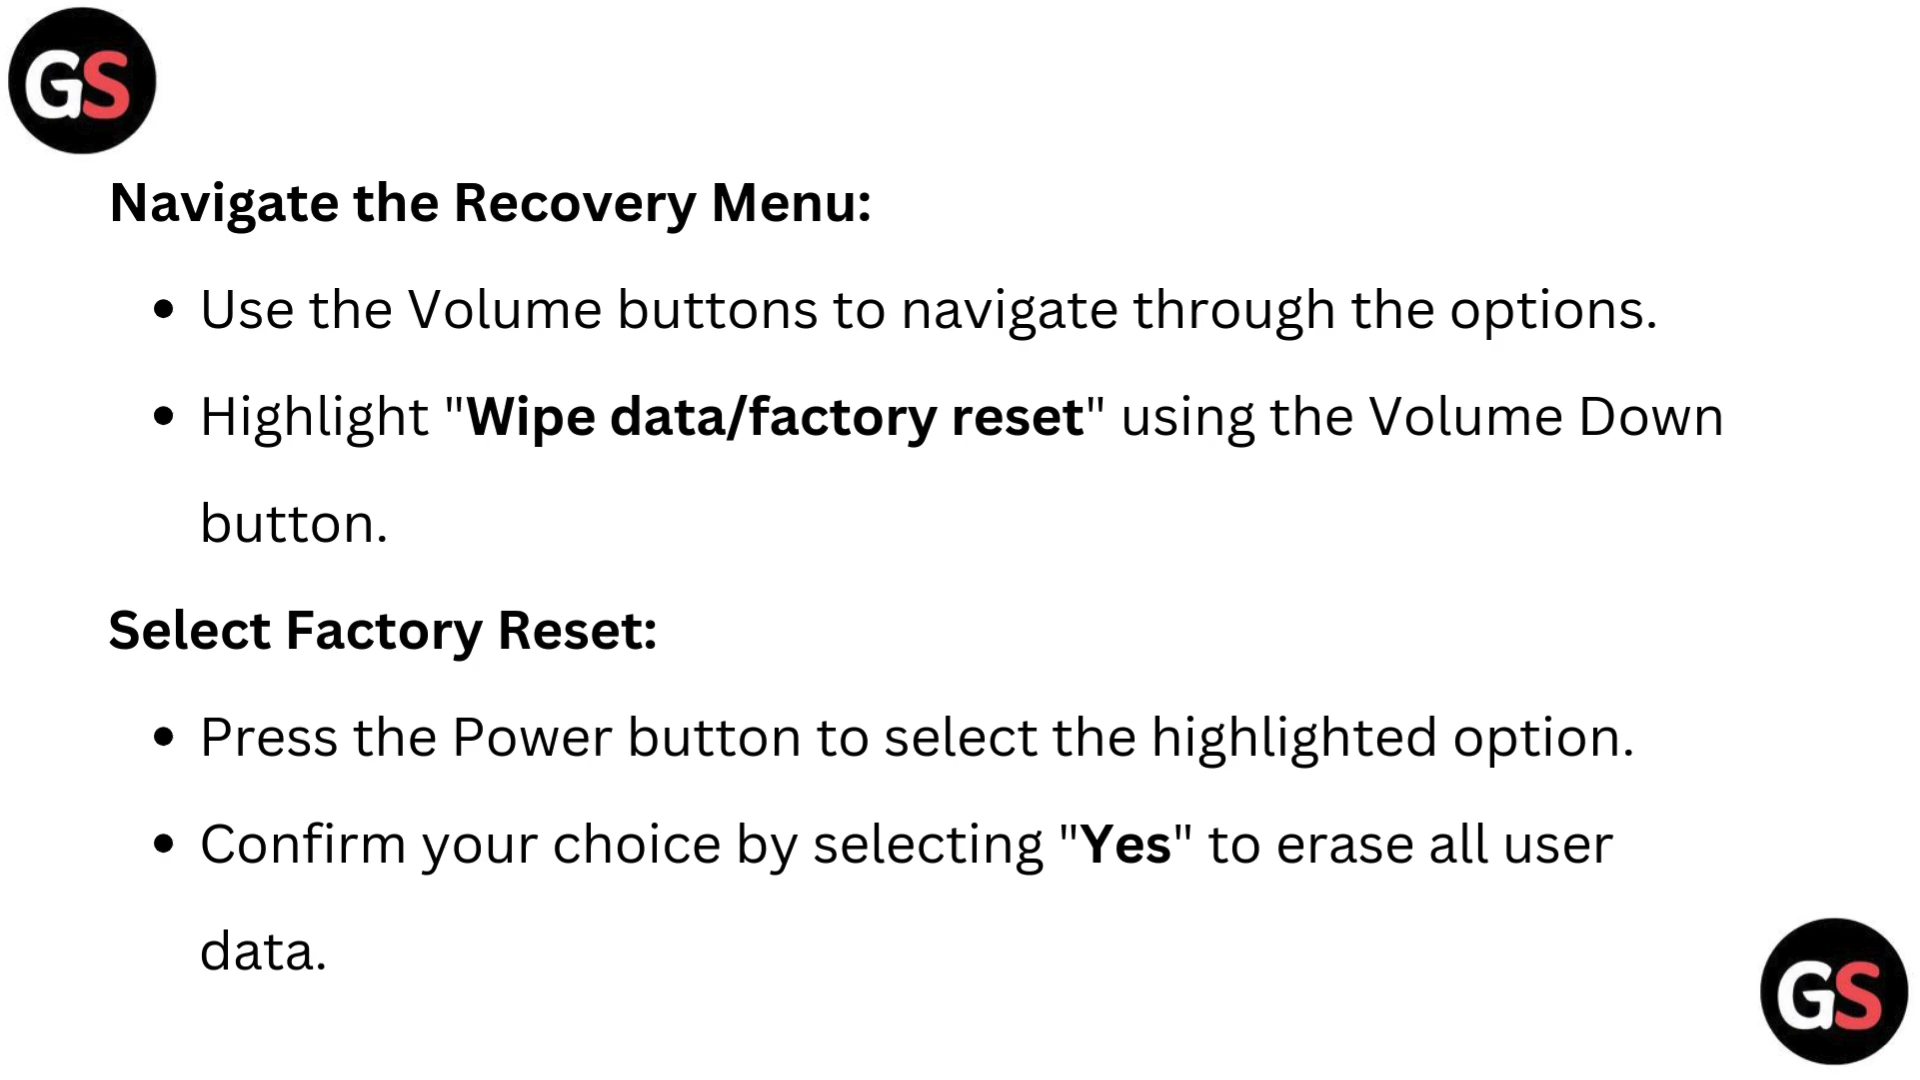 GS
Navigate the Recovery Menu:
• Use the Volume buttons to navigate through the options.
• Highlight "Wipe data/factory reset" using the Volume Down
button.
Select Factory Reset:
• Press the Power button to select the highlighted option.
• Confirm your choice by selecting "Yes" to erase all user
data.
GS